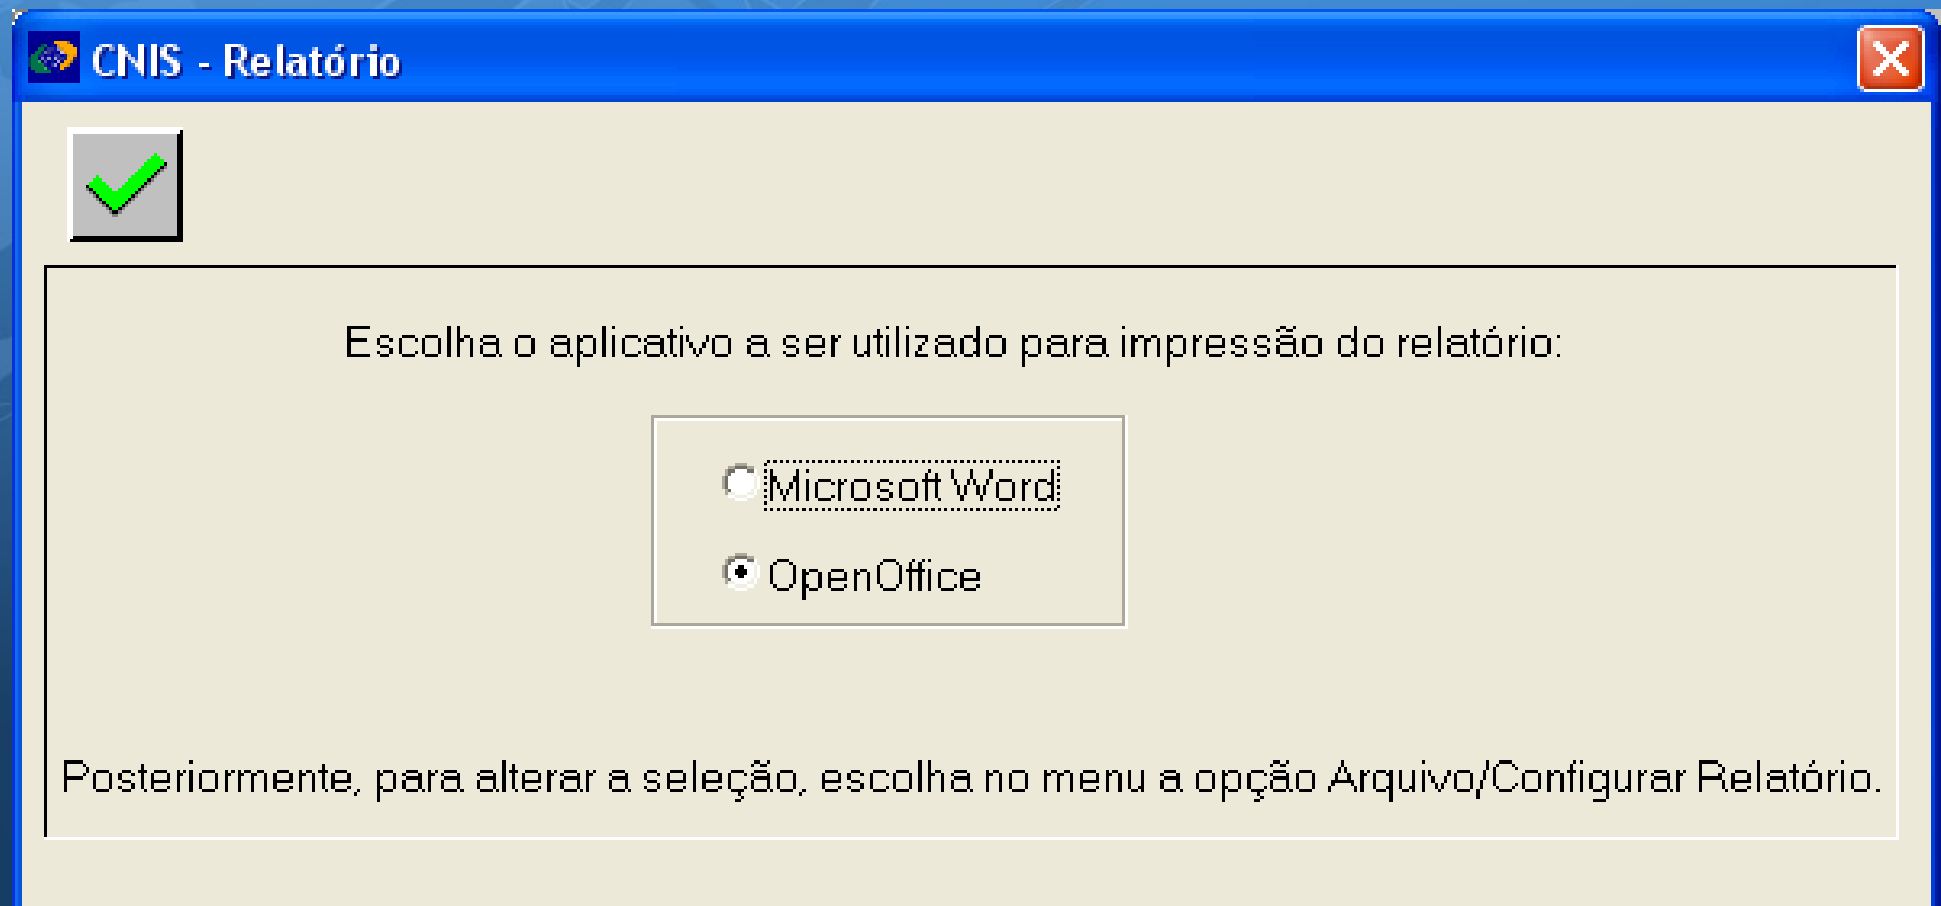 CNIS - Relatório
Escolha o aplicativo a ser utilizado para impressão do relatório:
Microsoft Word
OpenOffice
Posteriormente, para alterar a seleção, escolha no menu a opção Arquivo/Configurar Relatório.